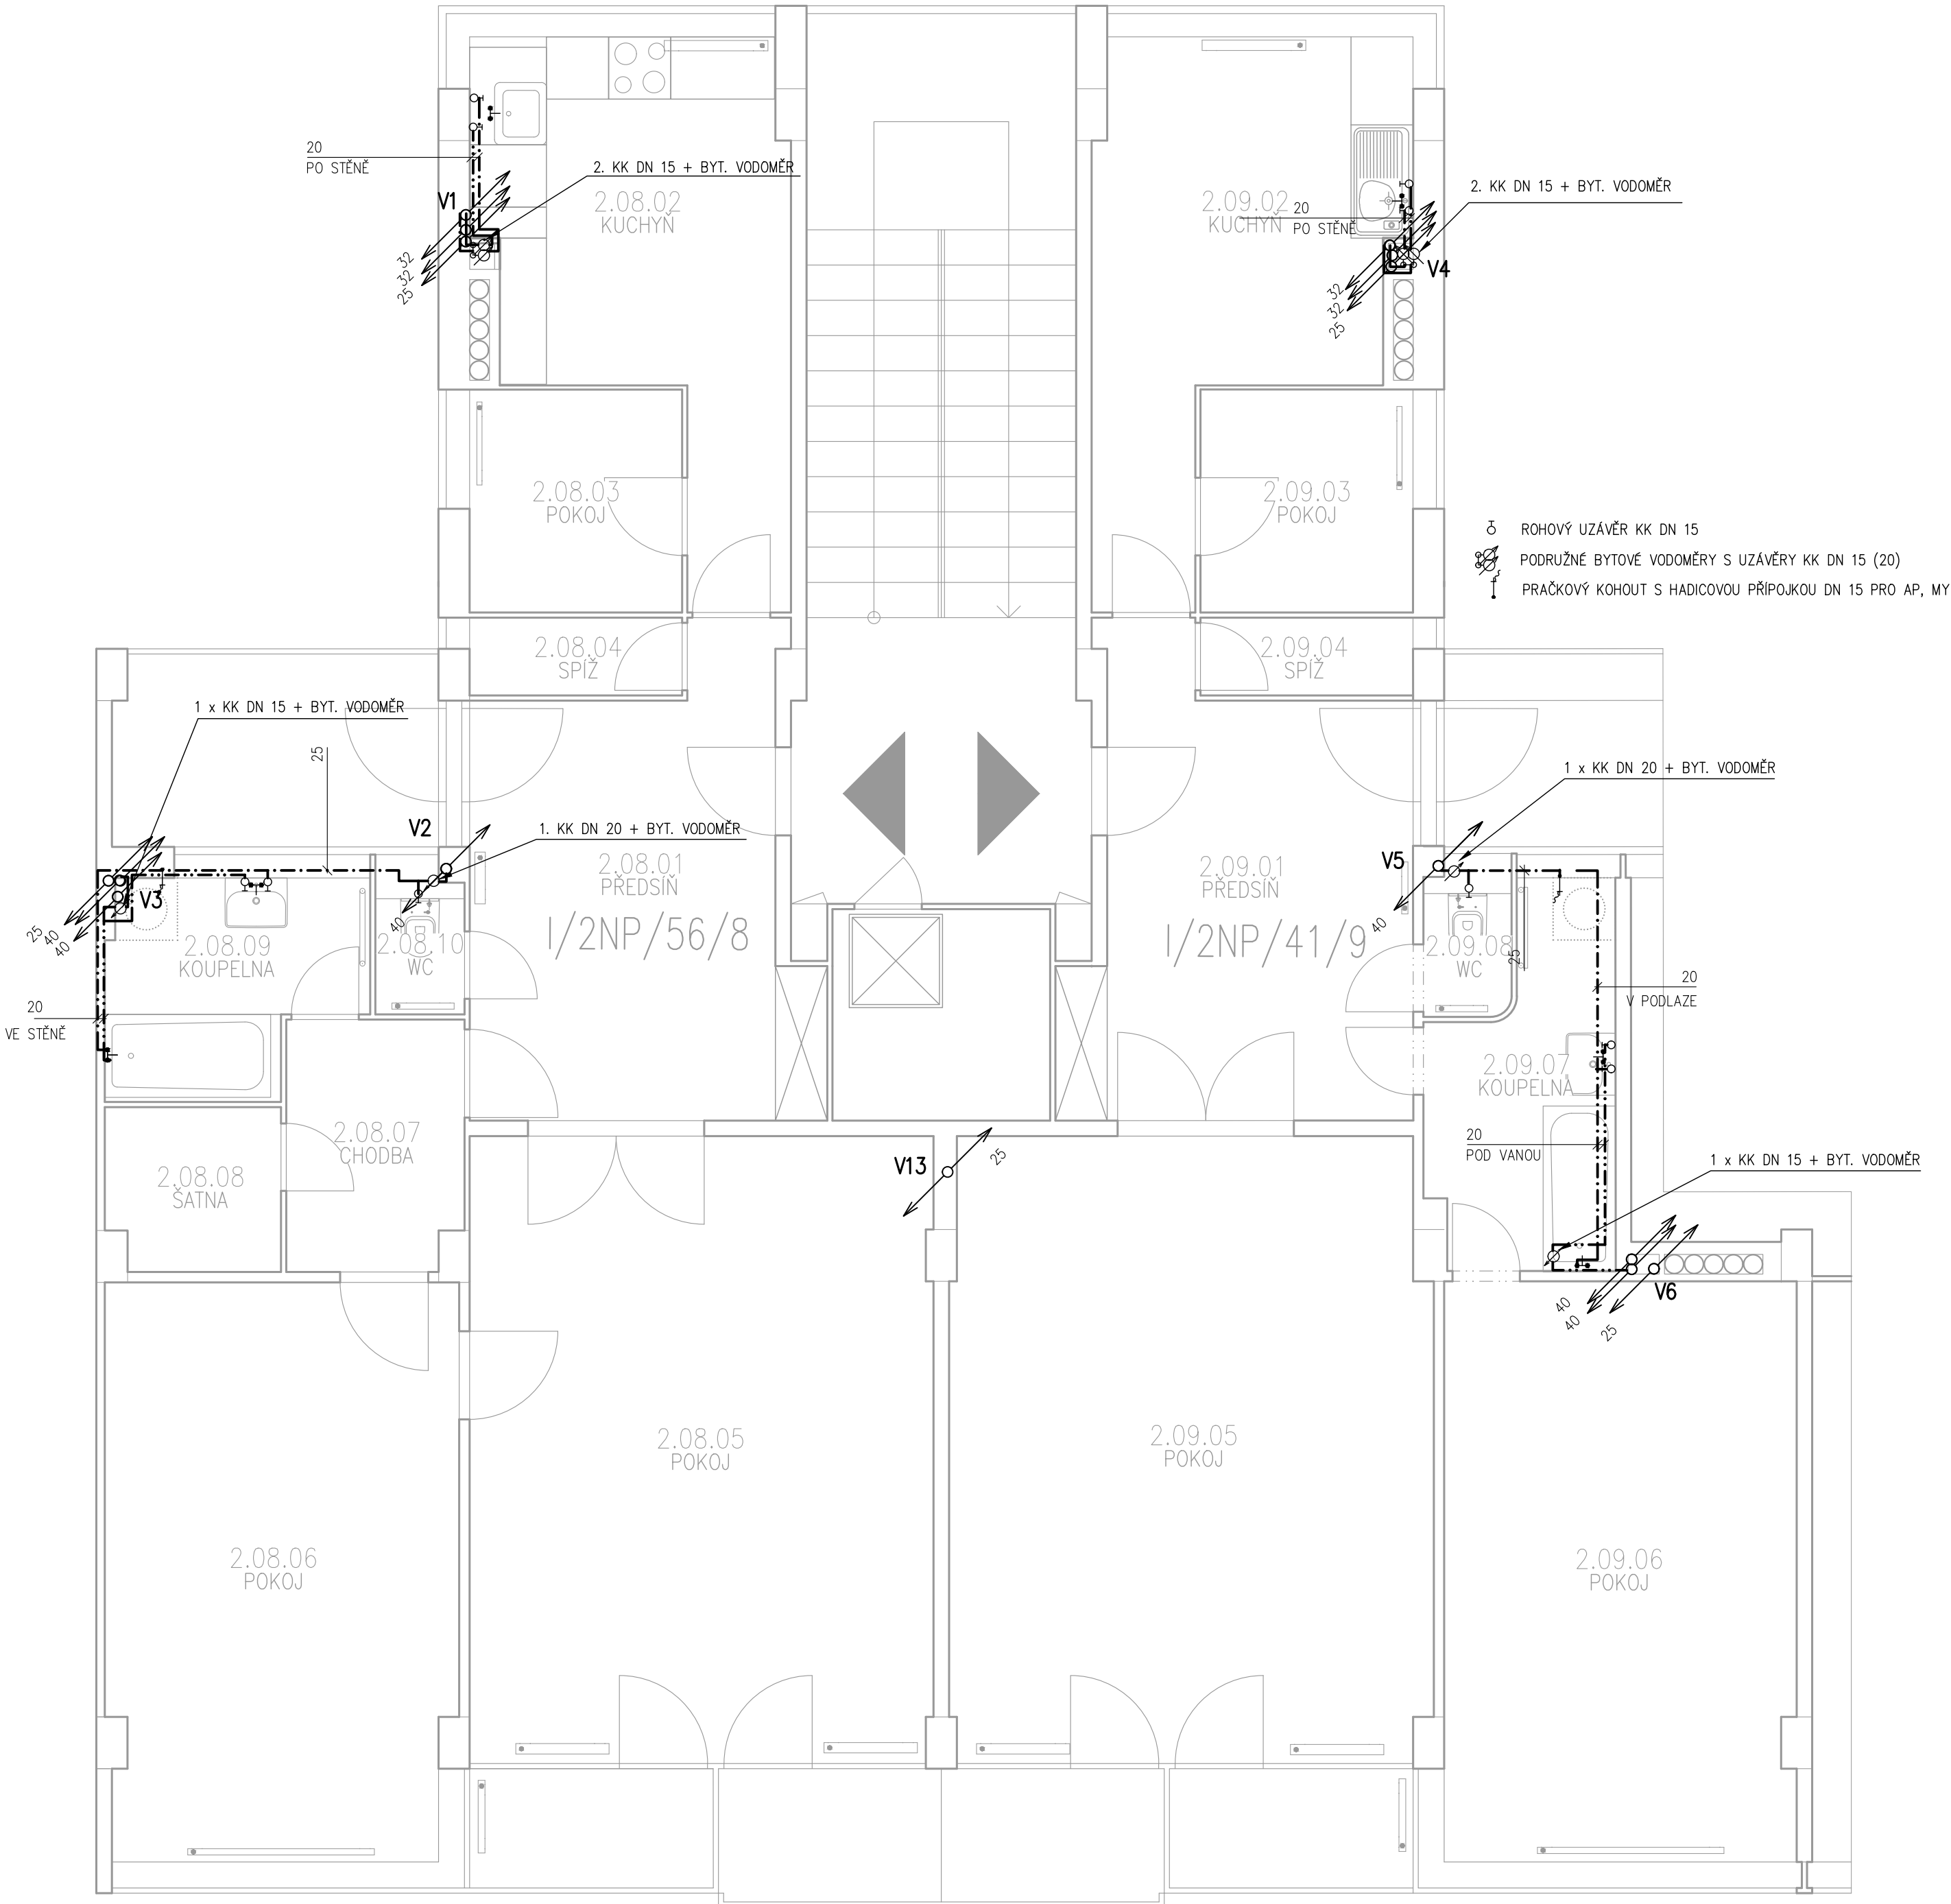 20
PO STĚNĚ
V1
2. KK DN 15 + BYT. VODOMĚR
2.08.02
KUCHYŇ
32
32
25
2.09.02
KUCHYŇ
20
PO STĚNĚ
2. KK DN 15 + BYT. VODOMĚR
V4
32
32
25
2.08.03
POKOJ
2.09.03
POKOJ
ROHOVÝ UZÁVĚR KK DN 15
PODRUŽNÉ BYTOVÉ VODOMĚRY S UZÁVĚRY KK DN 15 (20)
PRAČKOVÝ KOHOUT S HADICOVOU PŘÍPOJKOU DN 15 PRO AP, MY
2.08.04
SPÍŽ
2.09.04
SPÍŽ
1 x KK DN 15 + BYT. VODOMĚR
25
V2
1. KK DN 20 + BYT. VODOMĚR
1 x KK DN 20 + BYT. VODOMĚR
V5
2.08.01
PŘEDSÍŇ
2.09.01
PŘEDSÍŇ
V3
25
40
40
40
2.08.09
KOUPELNA
2.08.10
WC
I/2NP/56/8
I/2NP/41/9
40
2.09.08
WC
25
20
V PODLAZE
20
VE STĚNĚ
2.09.07
KOUPELNA
2.08.07
CHODBA
20
POD VANOU
2.08.08
ŠATNA
V13
25
1 x KK DN 15 + BYT. VODOMĚR
V6
40
40
25
2.08.05
POKOJ
2.09.05
POKOJ
2.08.06
POKOJ
2.09.06
POKOJ